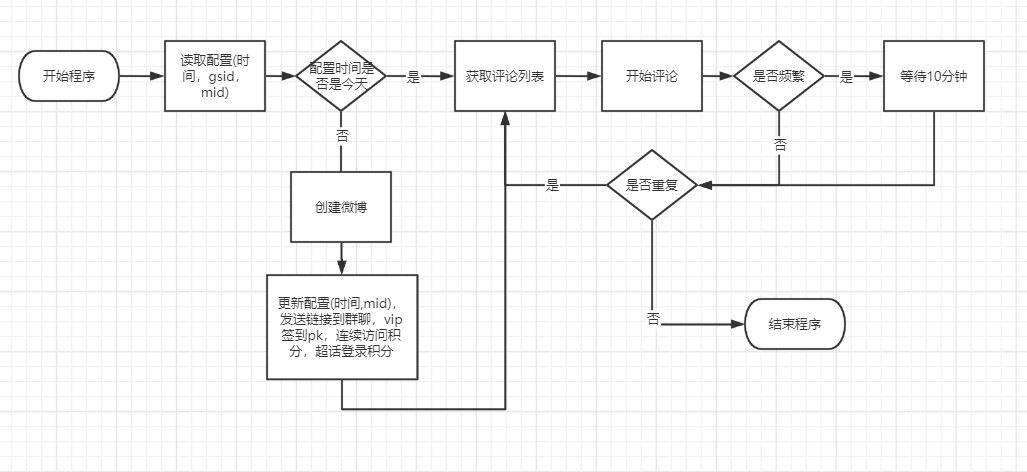 开始程序
读取配置(时
间，gsid，
mid)
配置时间是
否是今天
是
获取评论列表
开始评论
是否频繁
是
等待10分钟
否
否
是
是否重复
创建微博
更新配置(时间,mid)，
发送链接到群聊，vip
签到pk，连续访问积
分，超话登录积分
否
结束程序